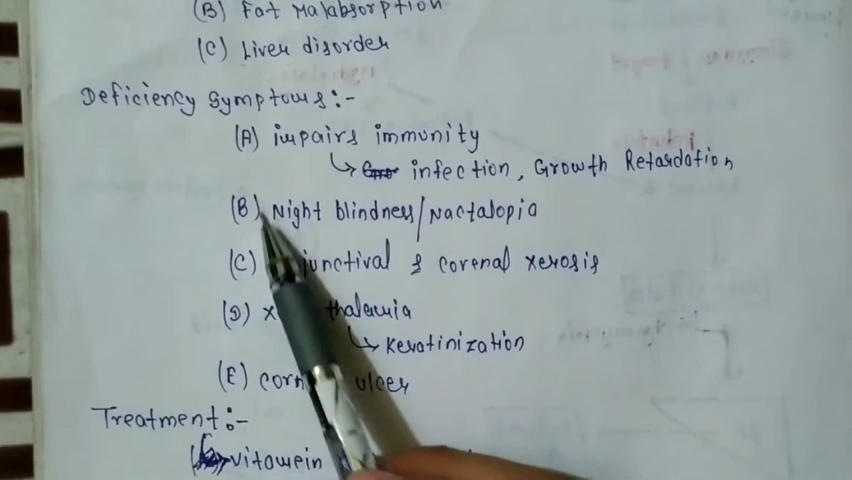 (B) Fat Malabsorption
(C) Liver disorder
Deficiency Symptoms:-
(A) impairs immunity
infection, Growth Retardation
(B) Night blindness/Nactalopia
(C) junctival & corenal xerosis
(D) x thalamia
Keratinization
(E) corn ulcer
Treatment:-
vitamin